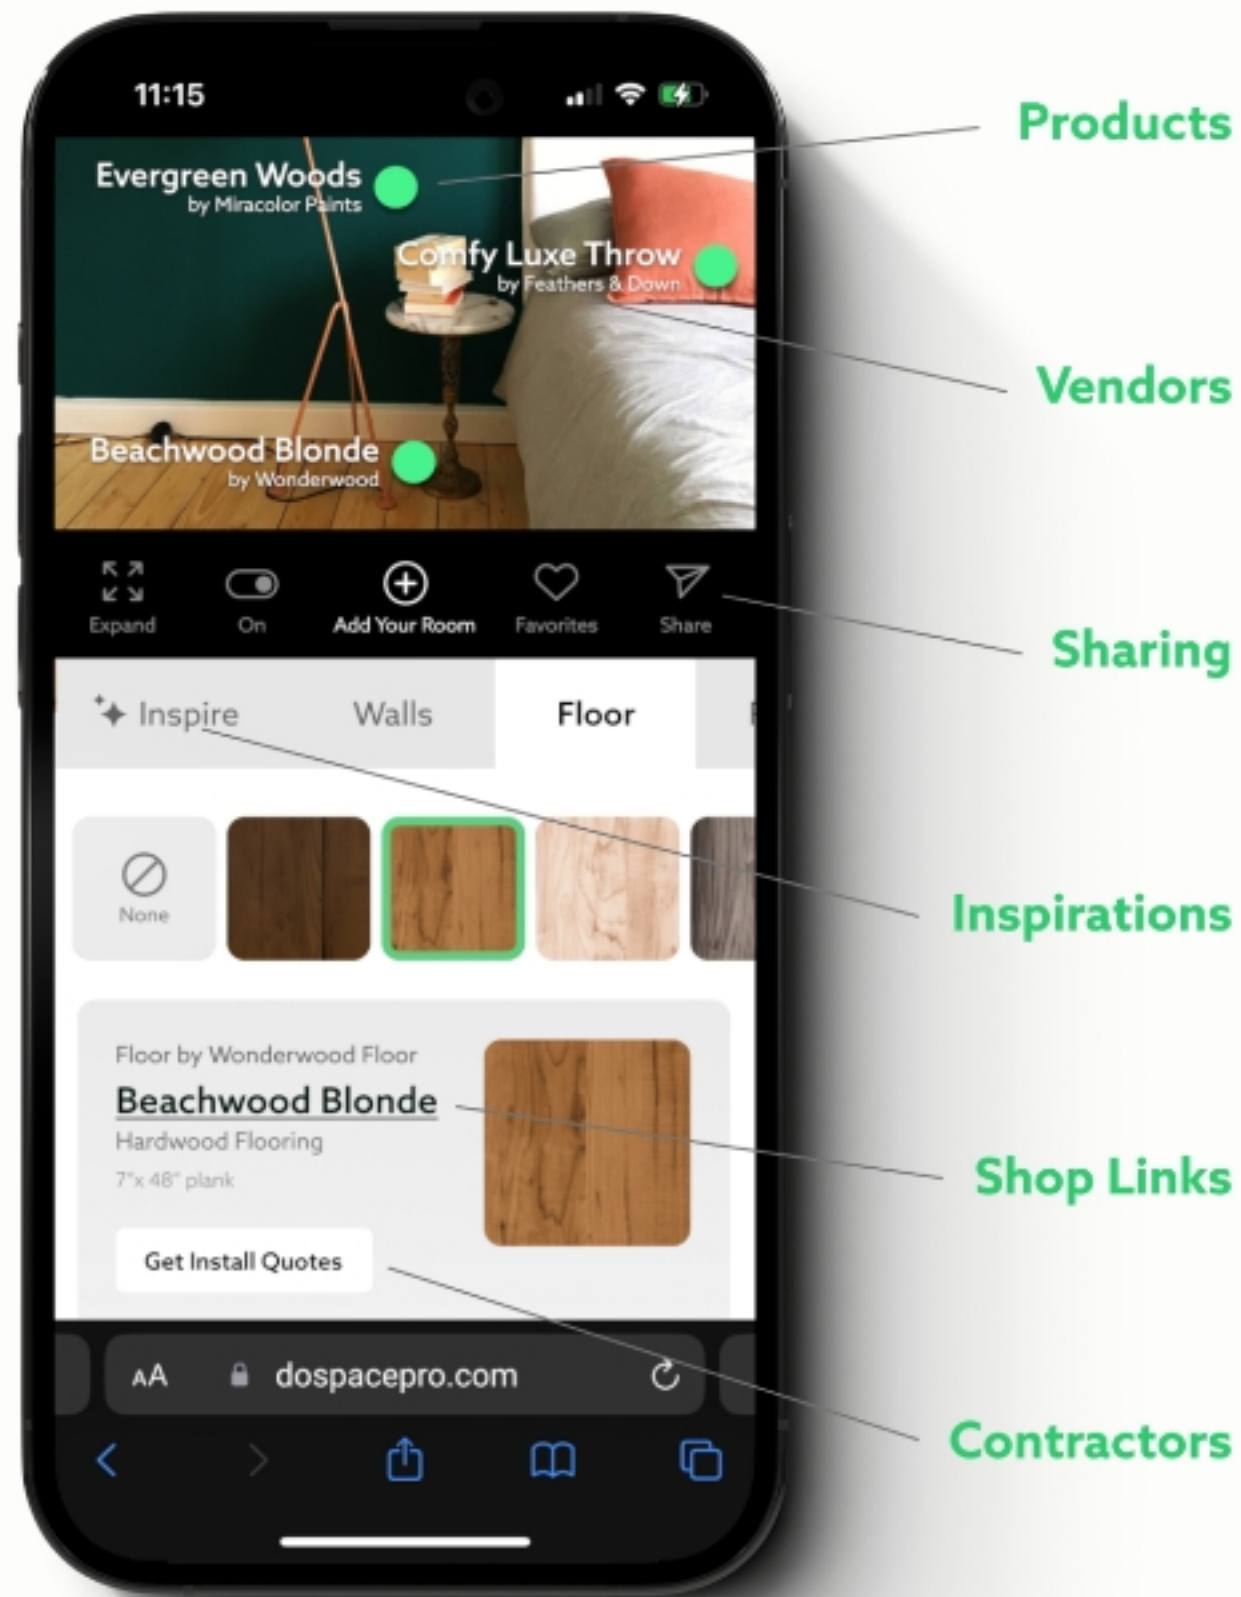 11:15
Products
Evergreen Woods
by Miracolor Paints
Comfy Luxe Throw
by Feathers & Down
Vendors
Beachwood Blonde
by Wonderwood
Expand
On
Add Your Room
Favorites
Share
Sharing
Inspire
Walls
Floor
None
Inspirations
Floor by Wonderwood Floor
Beachwood Blonde
Hardwood Flooring
7"x 48" plank
Shop Links
Get Install Quotes
AA
dospacepro.com
Contractors